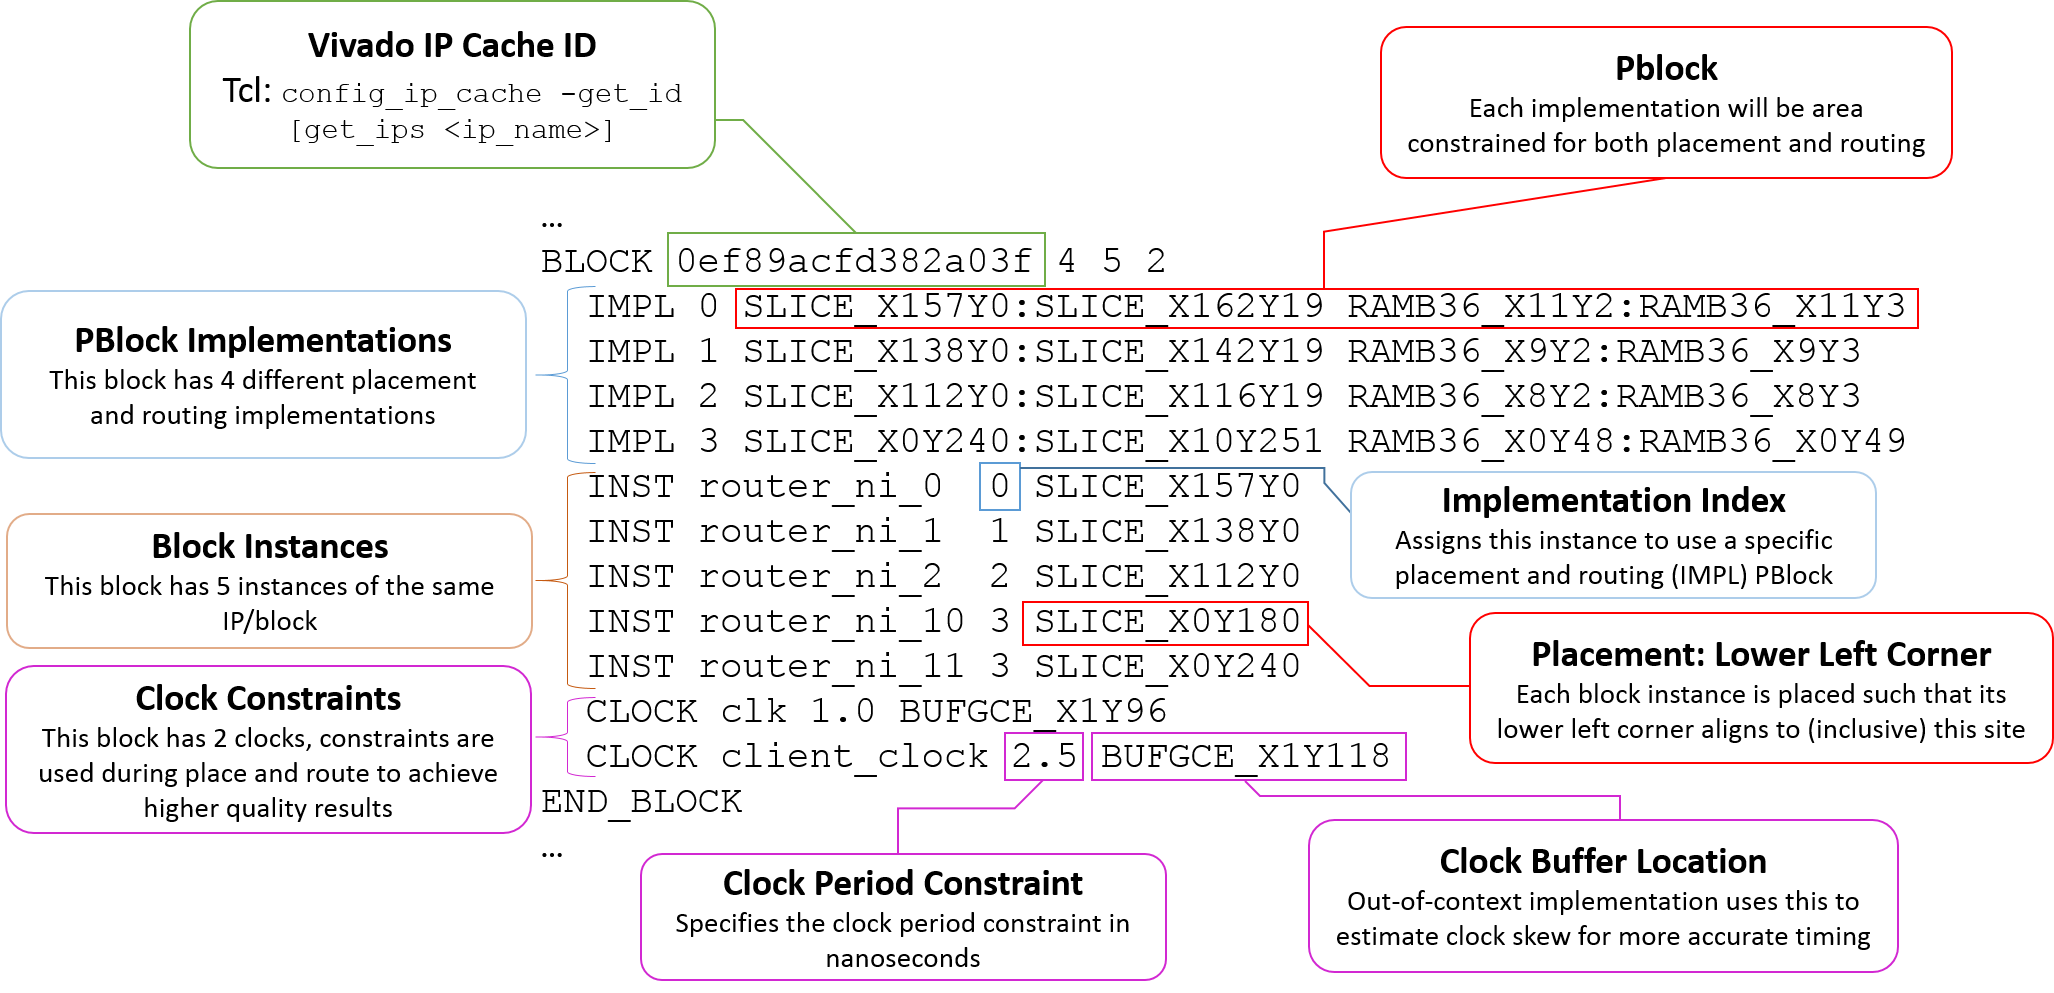 Vivado IP Cache ID
Tcl: config_ip_cache -get_id
[get_ips <ip_name>]
Pblock
Each implementation will be area
constrained for both placement and routing
…
BLOCK 0ef89acfd382a03f 4 5 2
IMPL 0 SLICE_X157Y0:SLICE_X162Y19 RAMB36_X11Y2:RAMB36_X11Y3
IMPL 1 SLICE_X138Y0:SLICE_X142Y19 RAMB36_X9Y2:RAMB36_X9Y3
IMPL 2 SLICE_X112Y0:SLICE_X116Y19 RAMB36_X8Y2:RAMB36_X8Y3
IMPL 3 SLICE_X0Y240:SLICE_X10Y251 RAMB36_X0Y48:RAMB36_X0Y49
INST router_ni_0 0 SLICE_X157Y0
INST router_ni_1 1 SLICE_X138Y0
INST router_ni_2 2 SLICE_X112Y0
INST router_ni_10 3 SLICE_X0Y180
INST router_ni_11 3 SLICE_X0Y240
CLOCK clk 1.0 BUFGCE_X1Y96
CLOCK client_clock 2.5 BUFGCE_X1Y118
END_BLOCK
…
PBlock Implementations
This block has 4 different placement
and routing implementations
Block Instances
This block has 5 instances of the same
IP/block
Clock Constraints
This block has 2 clocks, constraints are
used during place and route to achieve
higher quality results
Implementation Index
Assigns this instance to use a specific
placement and routing (IMPL) PBlock
Placement: Lower Left Corner
Each block instance is placed such that its
lower left corner aligns to (inclusive) this site
Clock Period Constraint
Specifies the clock period constraint in
nanoseconds
Clock Buffer Location
Out-of-context implementation uses this to
estimate clock skew for more accurate timing